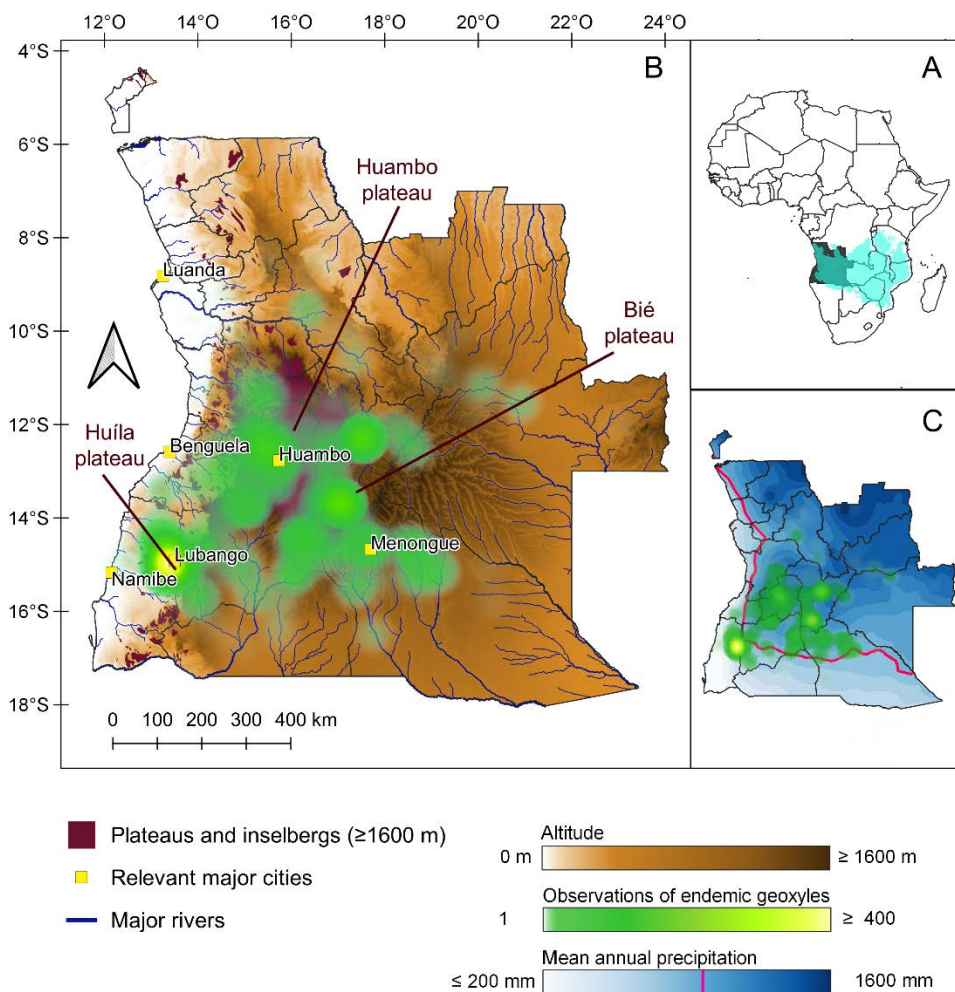 12°O 14°O 16°O 18°O 20°O 22°O 24°O
4°S
6°S
8°S
10°S
12°S
14°S
16°S
18°S
B
Huambo
plateau
Luanda
Bié
plateau
Huíla
plateau
Benguela
Huambo
Lubango
Menongue
Namibe
0 100 200 300 400 km
A
C
Plateaus and inselbergs (≥1600 m)
Relevant major cities
Major rivers
Altitude
0 m ≥ 1600 m
Observations of endemic geoxyles
1 ≥ 400
Mean annual precipitation
≤ 200 mm 1600 mm